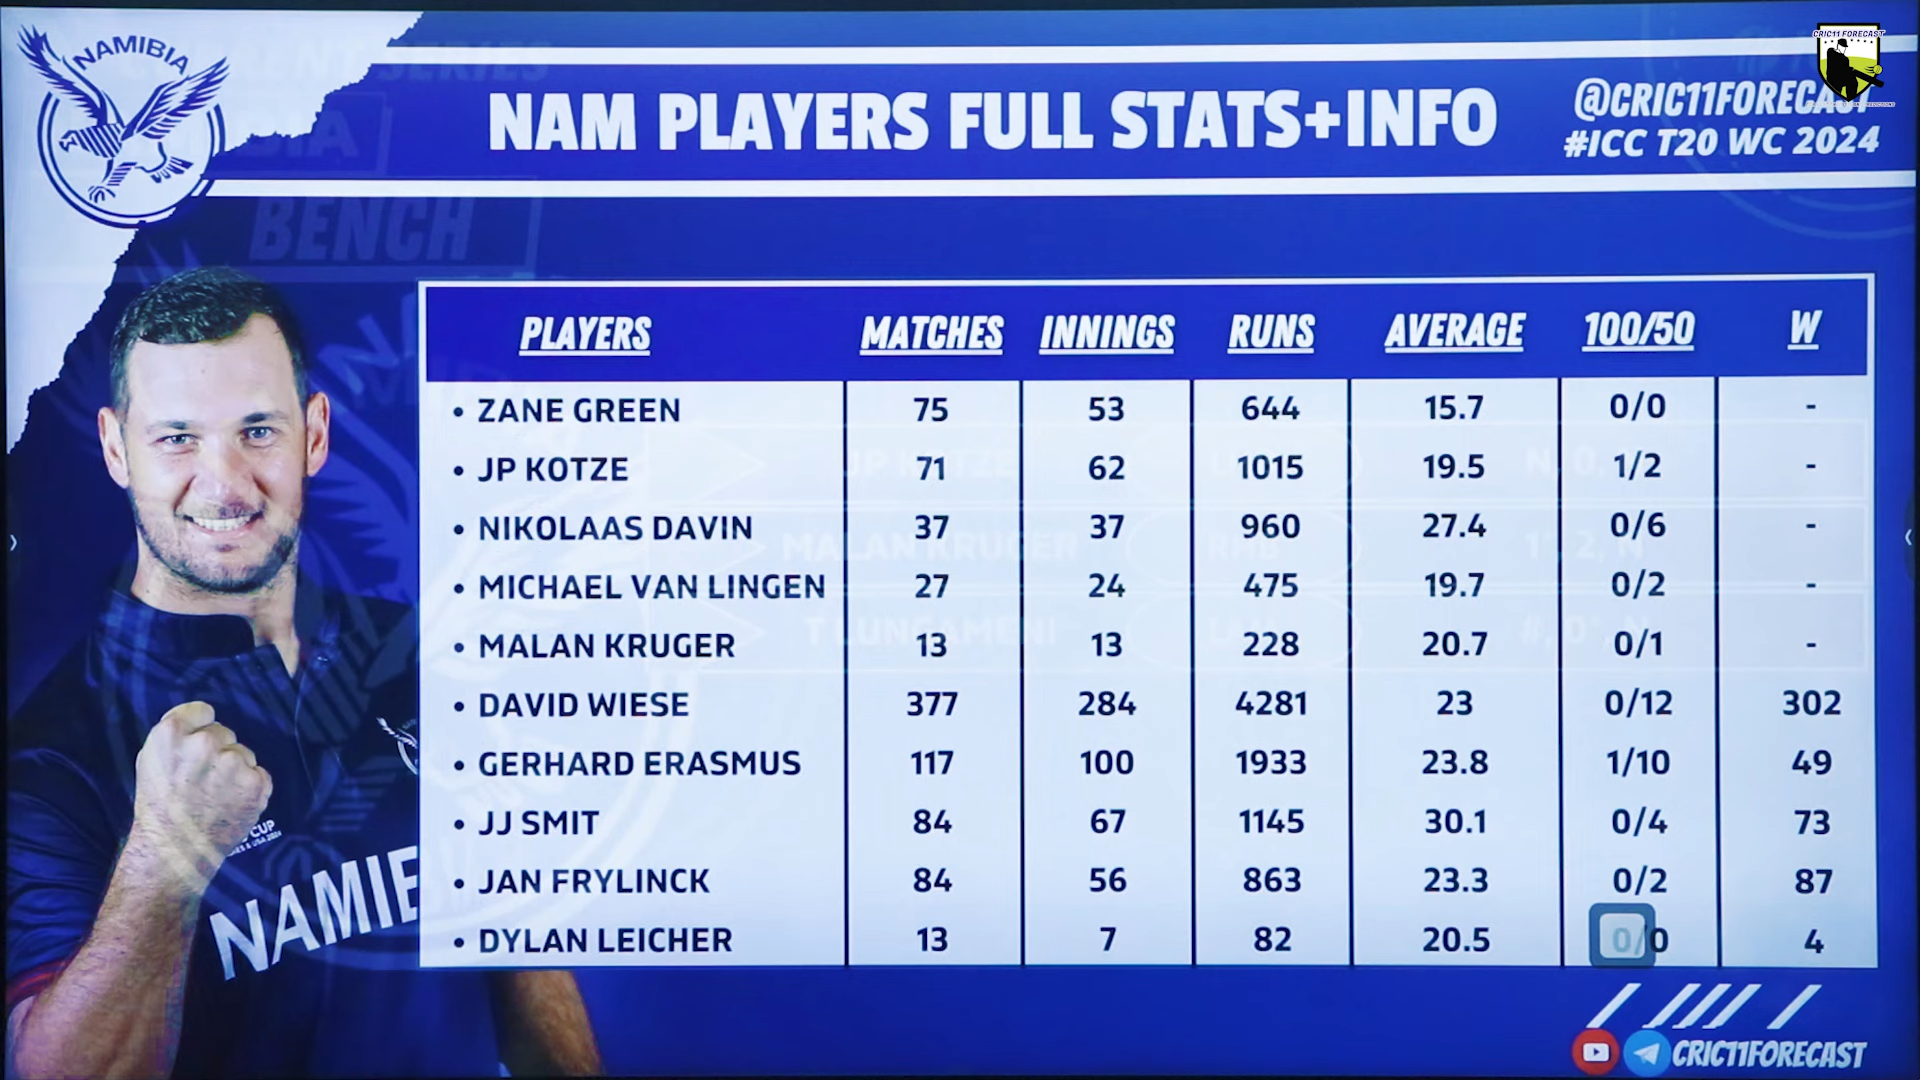 NAMIBIA
NAM PLAYERS FULL STATS+INFO
CRIC11 FORECAST
@CRIC11FORECAST
#ICC T20 WC 2024
BENCH
PLAYERS MATCHES INNINGS RUNS AVERAGE 100/50 W
• ZANE GREEN 75 53 644 15.7 0/0 -
• JP KOTZE 71 62 1015 19.5 1/2 -
• NIKOLAAS DAVIN 37 37 960 27.4 0/6 -
• MICHAEL VAN LINGEN 27 24 475 19.7 0/2 -
• MALAN KRUGER 13 13 228 20.7 0/1 -
• DAVID WIESE 377 284 4281 23 0/12 302
• GERHARD ERASMUS 117 100 1933 23.8 1/10 49
• JJ SMIT 84 67 1145 30.1 0/4 73
• JAN FRYLINCK 84 56 863 23.3 0/2 87
• DYLAN LEICHER 13 7 82 20.5 0/0 4
CUP
NAMIB
CRIC11FORECAST